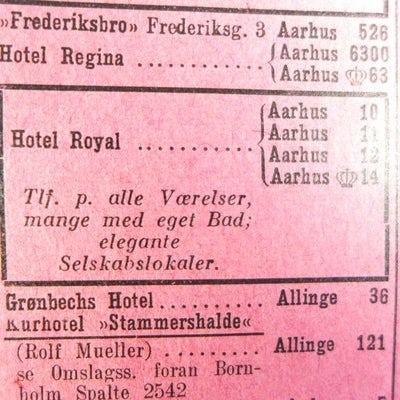 »Frederiksbro« Frederiksg. 3 Aarhus 526
Hotel Regina ............ { Aarhus 6300
{ Aarhus 63
{ Aarhus 10
Hotel Royal ............ { Aarhus 11
{ Aarhus 12
{ Aarhus 14
Tlf. p. alle Værelser,
mange med eget Bad;
elegante
Selskabslokaler.
Grønbechs Hotel .......... Allinge 36
Kurhotel »Stammershalde«
(Rolf Mueller) .......... Allinge 121
se Omslagss. foran Born-
holm Spalte 2542